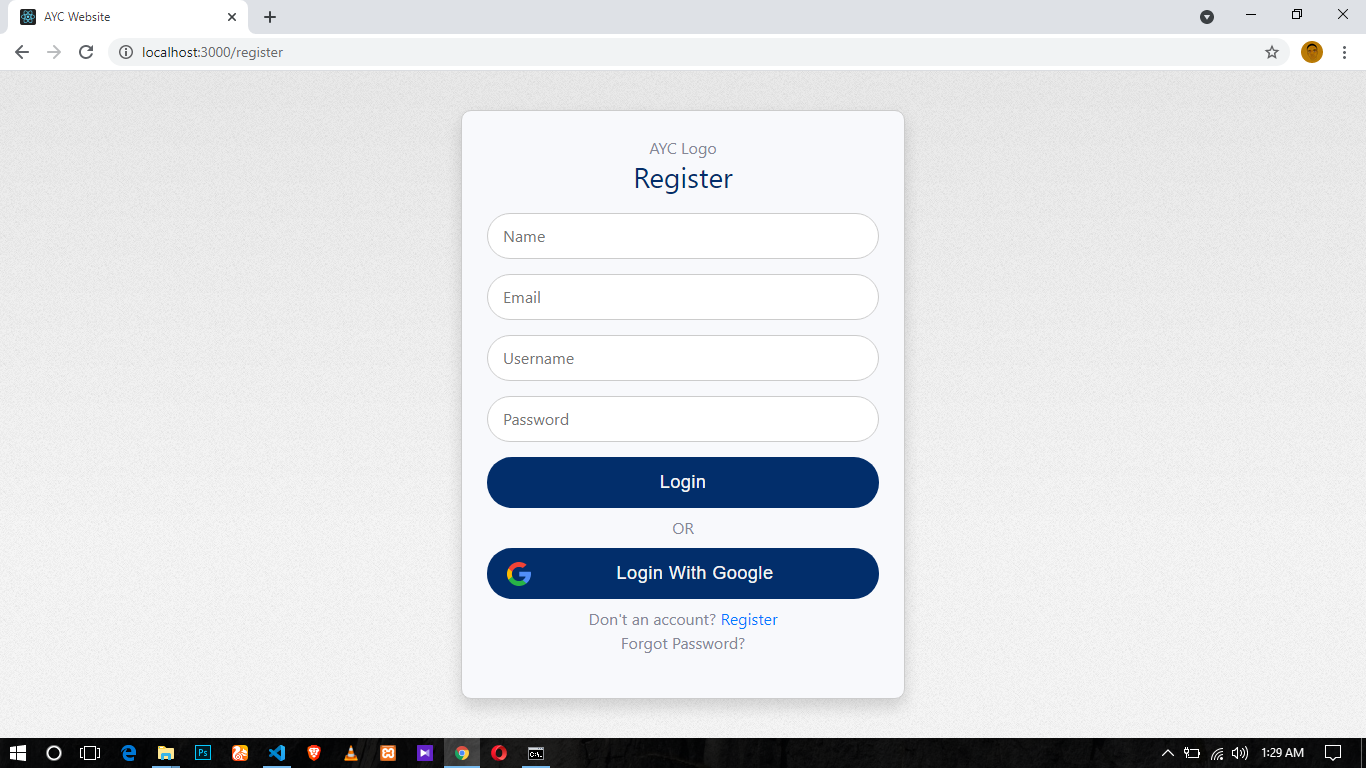 AYC Website
localhost:3000/register
AYC Logo
Register
Name
Email
Username
Password
Login
OR
Login With Google
Don't an account? Register
Forgot Password?
Ps
C:\.
1:29 AM